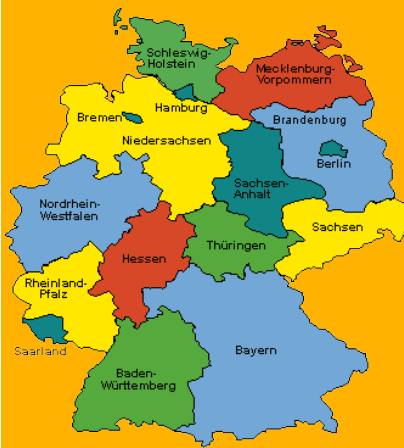 Schleswig-
Holstein
Mecklenburg-
Vorpommern
Hamburg
Bremen
Brandenburg
Niedersachsen
Berlin
Sachsen-
Anhalt
Nordrhein-
Westfalen
Sachsen
Thüringen
Hessen
Rheinland-
Pfalz
Saarland
Bayern
Baden-
Württemberg